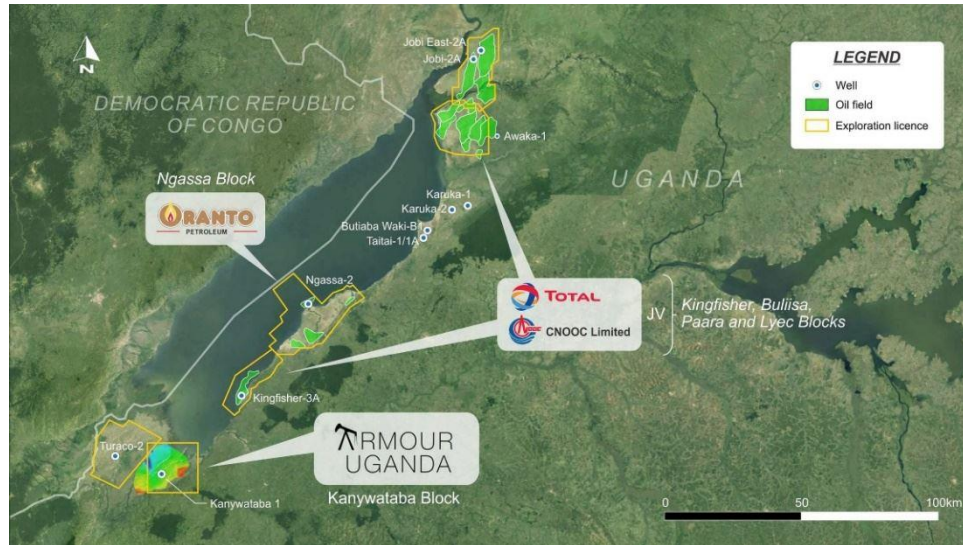 N
DEMOCRATIC REPUBLIC
OF CONGO
Jobi East-2A
Jobi-2A
LEGEND
Well
Oil field
Exploration licence
Awaka-1
UGANDA
Ngassa Block
ORANTO
PETROLEUM
Karuka-1
Karuka-2
Butiaba Waki-B
Taitai-1/1A
Ngassa-2
TOTAL
CNOOC Limited
JV
Kingfisher, Buliisa,
Paara and Lyec Blocks
Kingfisher-3A
Turaco-2
Kanywataba 1
ARMOUR
UGANDA
Kanywataba Block
0
50
100km